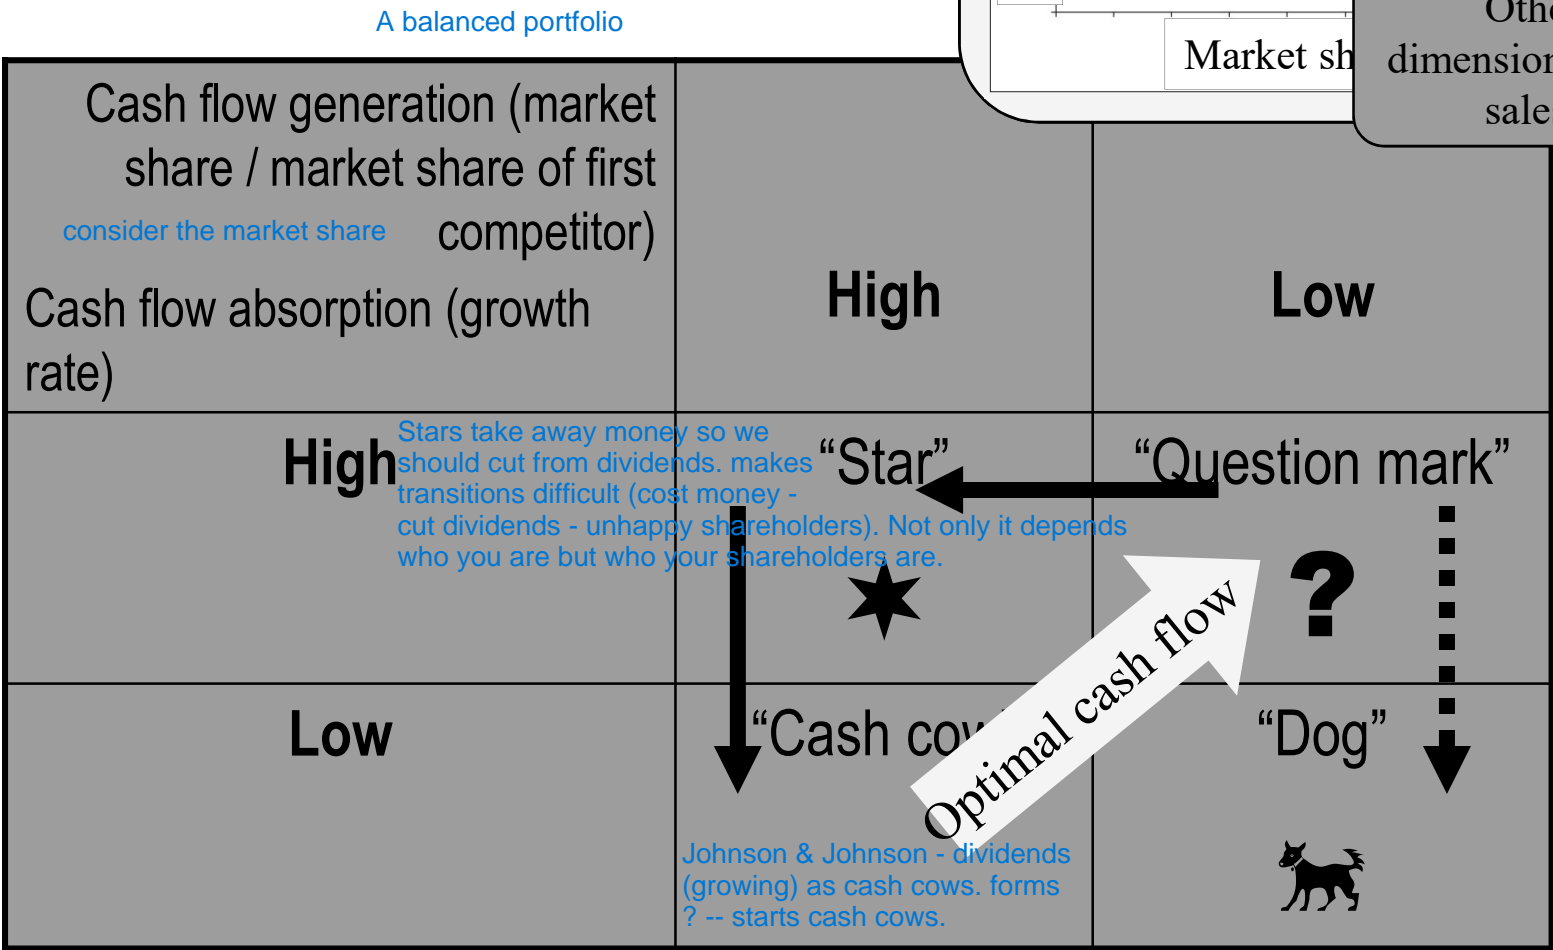 A balanced portfolio
Market
sale
Cash flow generation (market
share / market share of first
consider the market share competitor)
Cash flow absorption (growth
rate)
High
Low
High
Stars take away money so we
should cut from dividends. makes
transitions difficult (cost money -
cut dividends - unhappy shareholders). Not only it depends
who you are but who your shareholders are.
“Star”
“Question mark”
?
Optimal cash flow
Low
“Cash
“Dog”
Johnson & Johnson - dividends
(growing) as cash cows. forms
? -- starts cash cows.